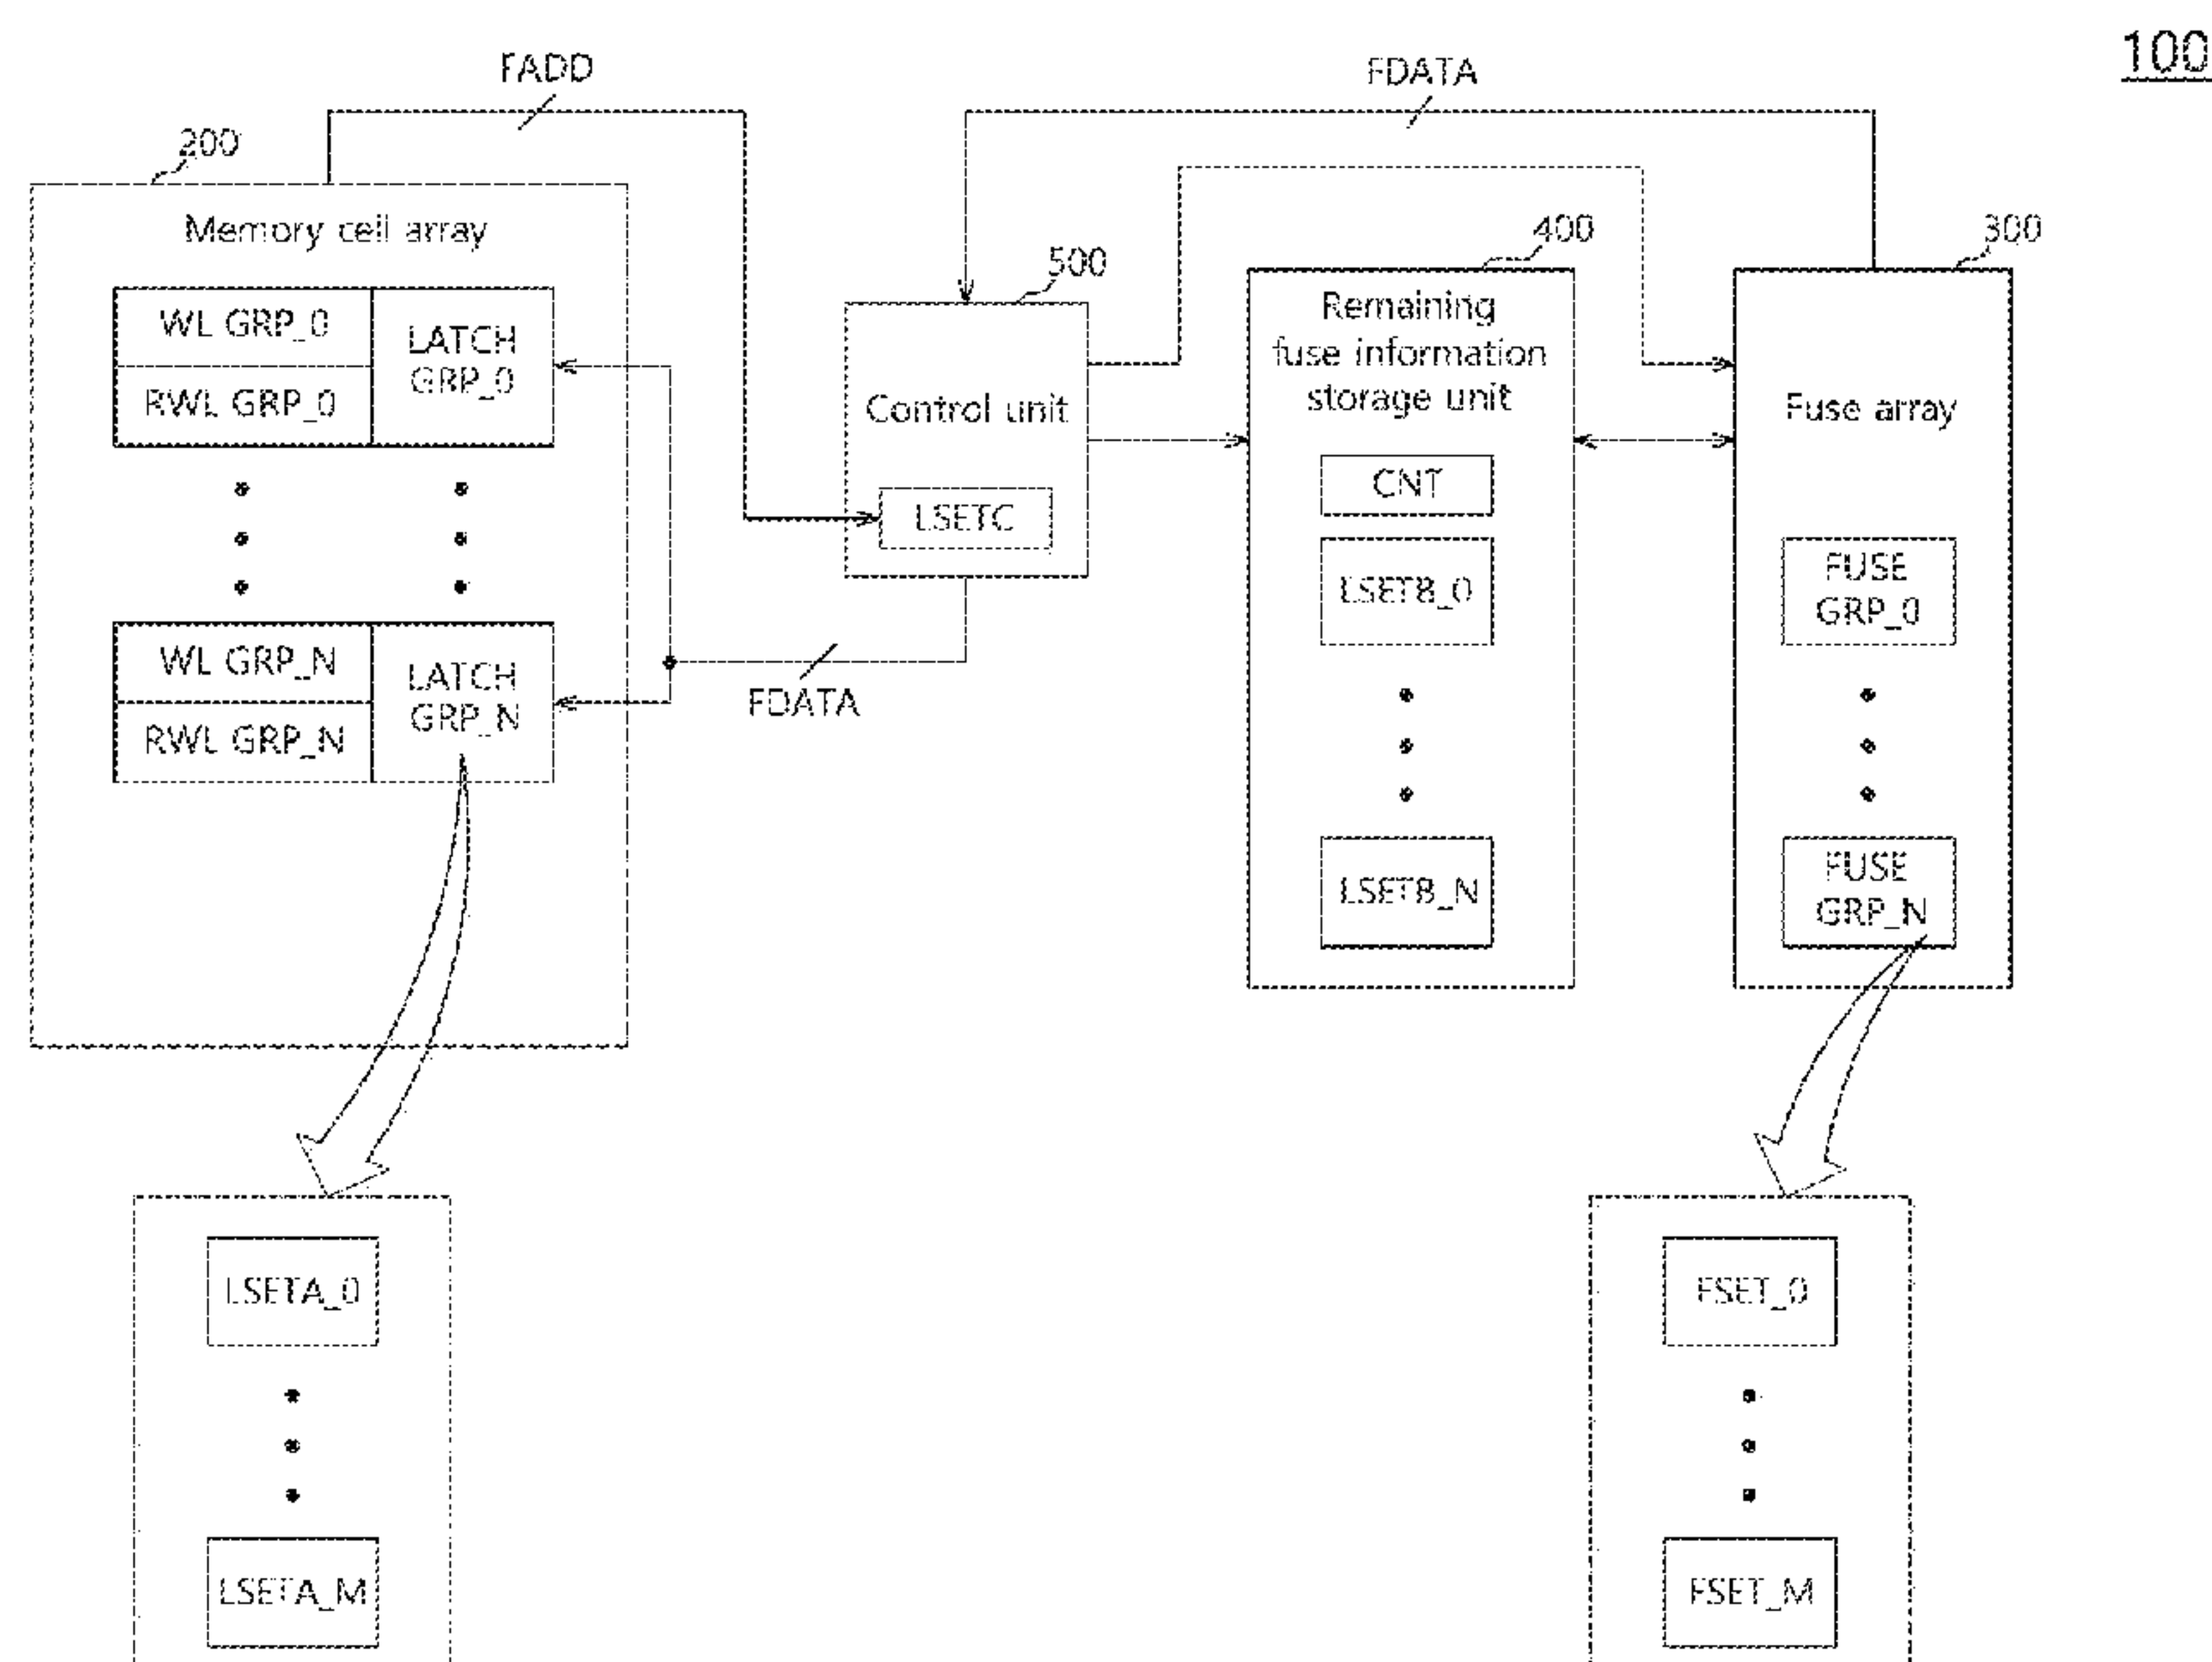 100
FADD
FDATA
200
Memory cell array
WL GRP_0
RWL GRP_0
LATCH
GRP_0
WL GRP_N
RWL GRP_N
LATCH
GRP_N
FDATA
500
Control unit
LSETC
400
Remaining
fuse information
storage unit
CNT
LSETB_0
LSETB_N
300
Fuse array
FUSE
GRP_0
FUSE
GRP_N
LSETA_0
LSETA_M
FSET_0
FSET_M